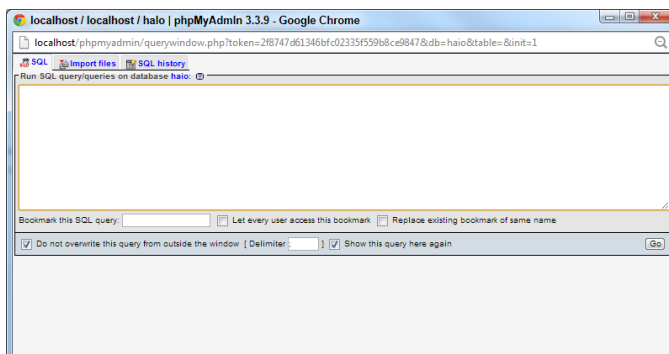 localhost / localhost / haio | phpMyAdmin 3.3.9 - Google Chrome
localhost/phpmyadmin/querywindow.php?token=2f8747d61346bfc02335f559b8ce9847&db=haio&table=&init=1
SQL Import files SQL history
Run SQL query/queries on database haio:
Bookmark this SQL query: Let every user access this bookmark Replace existing bookmark of same name
Do not overwrite this query from outside the window [ Delimiter ; ] Show this query here again Go